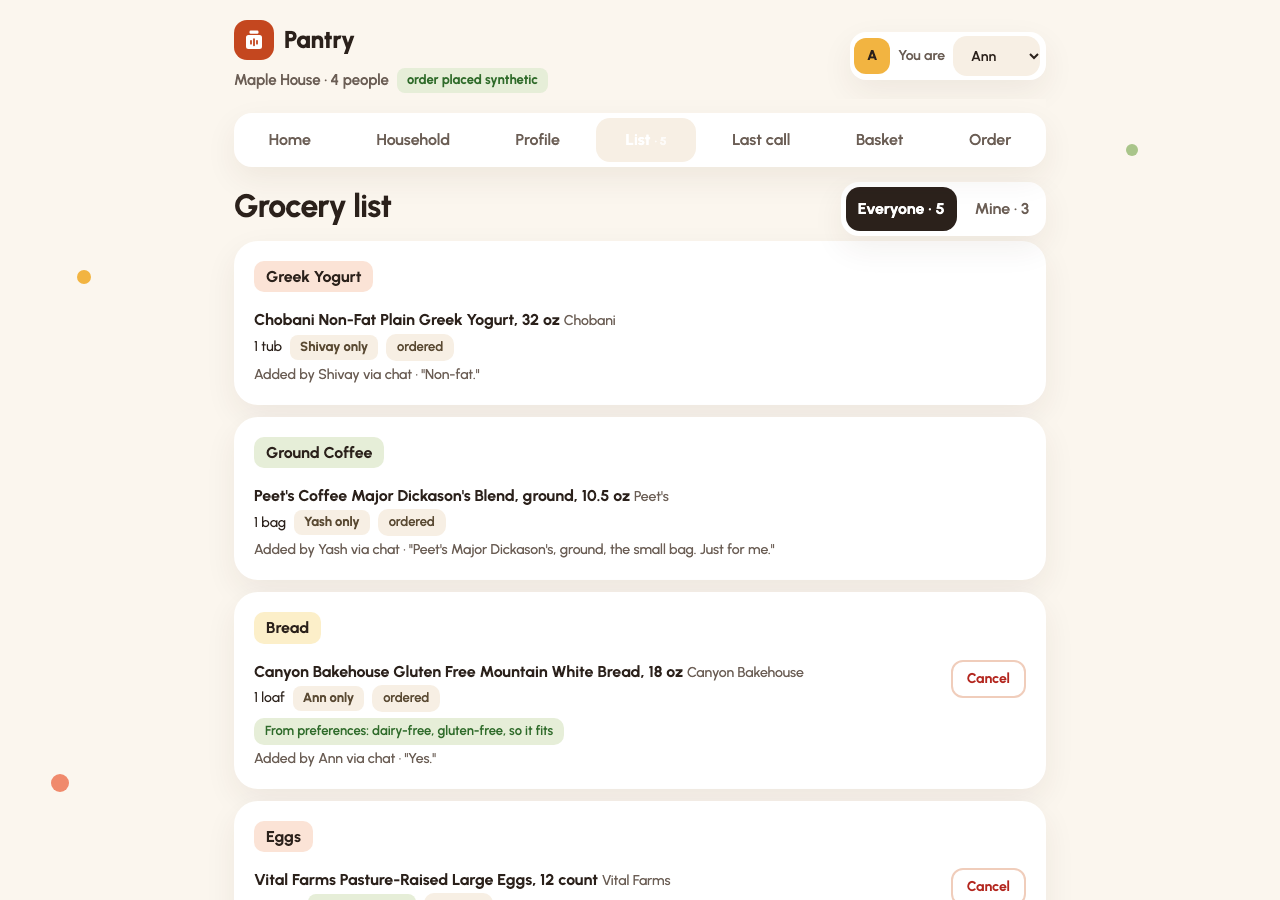 Pantry
Maple House · 4 people order placed synthetic
A You are Ann
Home Household Profile List · 5 Last call Basket Order
Grocery list
Everyone · 5 Mine · 3
Greek Yogurt
Chobani Non-Fat Plain Greek Yogurt, 32 oz Chobani
1 tub Shivay only ordered
Added by Shivay via chat · "Non-fat."
Ground Coffee
Peet's Coffee Major Dickason's Blend, ground, 10.5 oz Peet's
1 bag Yash only ordered
Added by Yash via chat · "Peet's Major Dickason's, ground, the small bag. Just for me."
Bread
Canyon Bakehouse Gluten Free Mountain White Bread, 18 oz Canyon Bakehouse
Cancel
1 loaf Ann only ordered
From preferences: dairy-free, gluten-free, so it fits
Added by Ann via chat · "Yes."
Eggs
Vital Farms Pasture-Raised Large Eggs, 12 count Vital Farms
Cancel